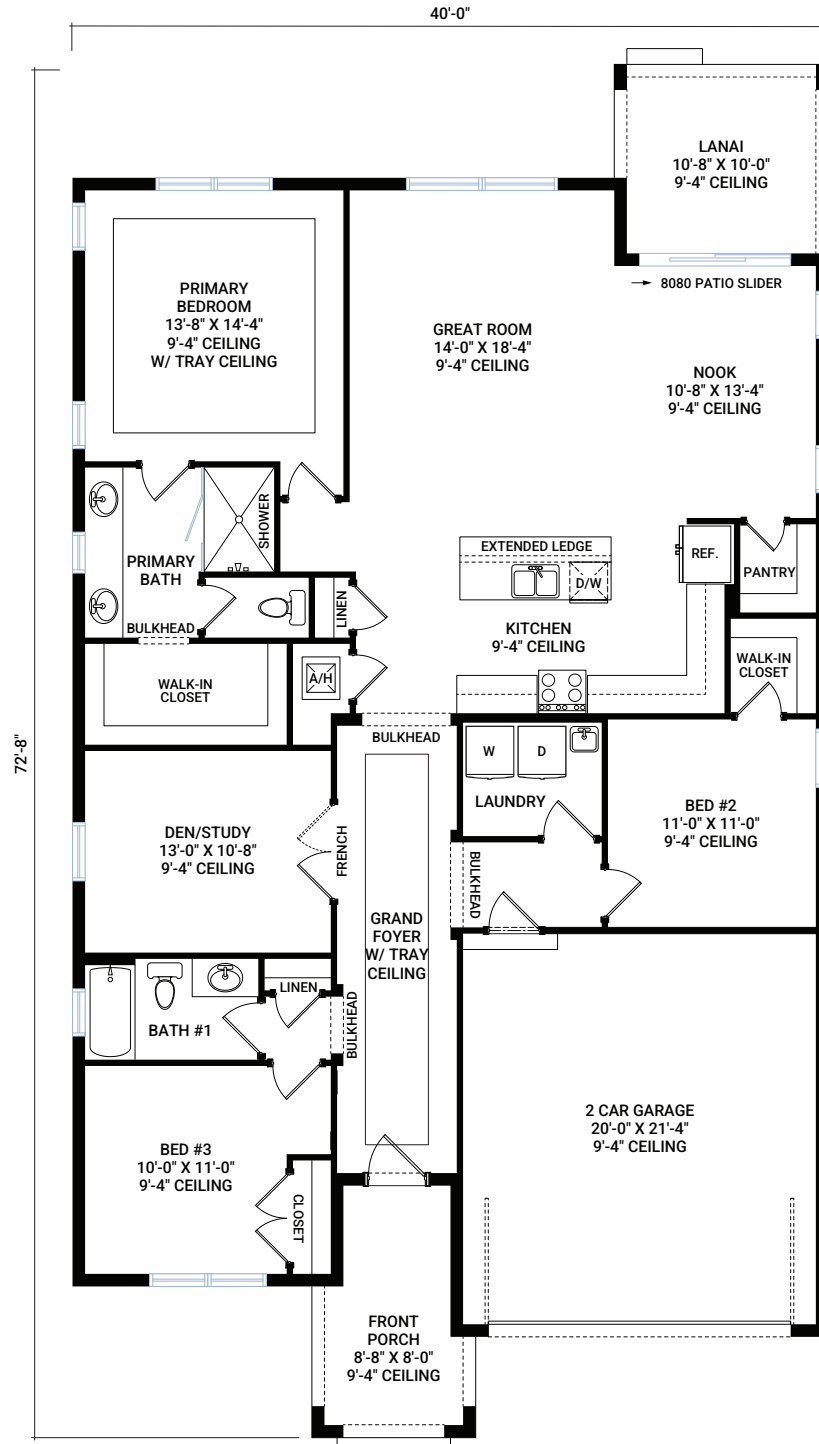 40'-0"
LANAI
10'-8" X 10'-0"
9'-4" CEILING
8080 PATIO SLIDER
PRIMARY
BEDROOM
13'-8" X 14'-4"
9'-4" CEILING
W/ TRAY CEILING
GREAT ROOM
14'-0" X 18'-4"
9'-4" CEILING
NOOK
10'-8" X 13'-4"
9'-4" CEILING
SHOWER
PRIMARY
BATH
BULKHEAD
LINEN
EXTENDED LEDGE
D/W
REF.
PANTRY
KITCHEN
9'-4" CEILING
WALK-IN
CLOSET
A/H
WALK-IN
CLOSET
72'-8"
BULKHEAD
W
D
LAUNDRY
BED #2
11'-0" X 11'-0"
9'-4" CEILING
DEN/STUDY
13'-0" X 10'-8"
9'-4" CEILING
FRENCH
BULKHEAD
GRAND
FOYER
W/ TRAY
CEILING
LINEN
BATH #1
BULKHEAD
2 CAR GARAGE
20'-0" X 21'-4"
9'-4" CEILING
BED #3
10'-0" X 11'-0"
9'-4" CEILING
CLOSET
FRONT
PORCH
8'-8" X 8'-0"
9'-4" CEILING